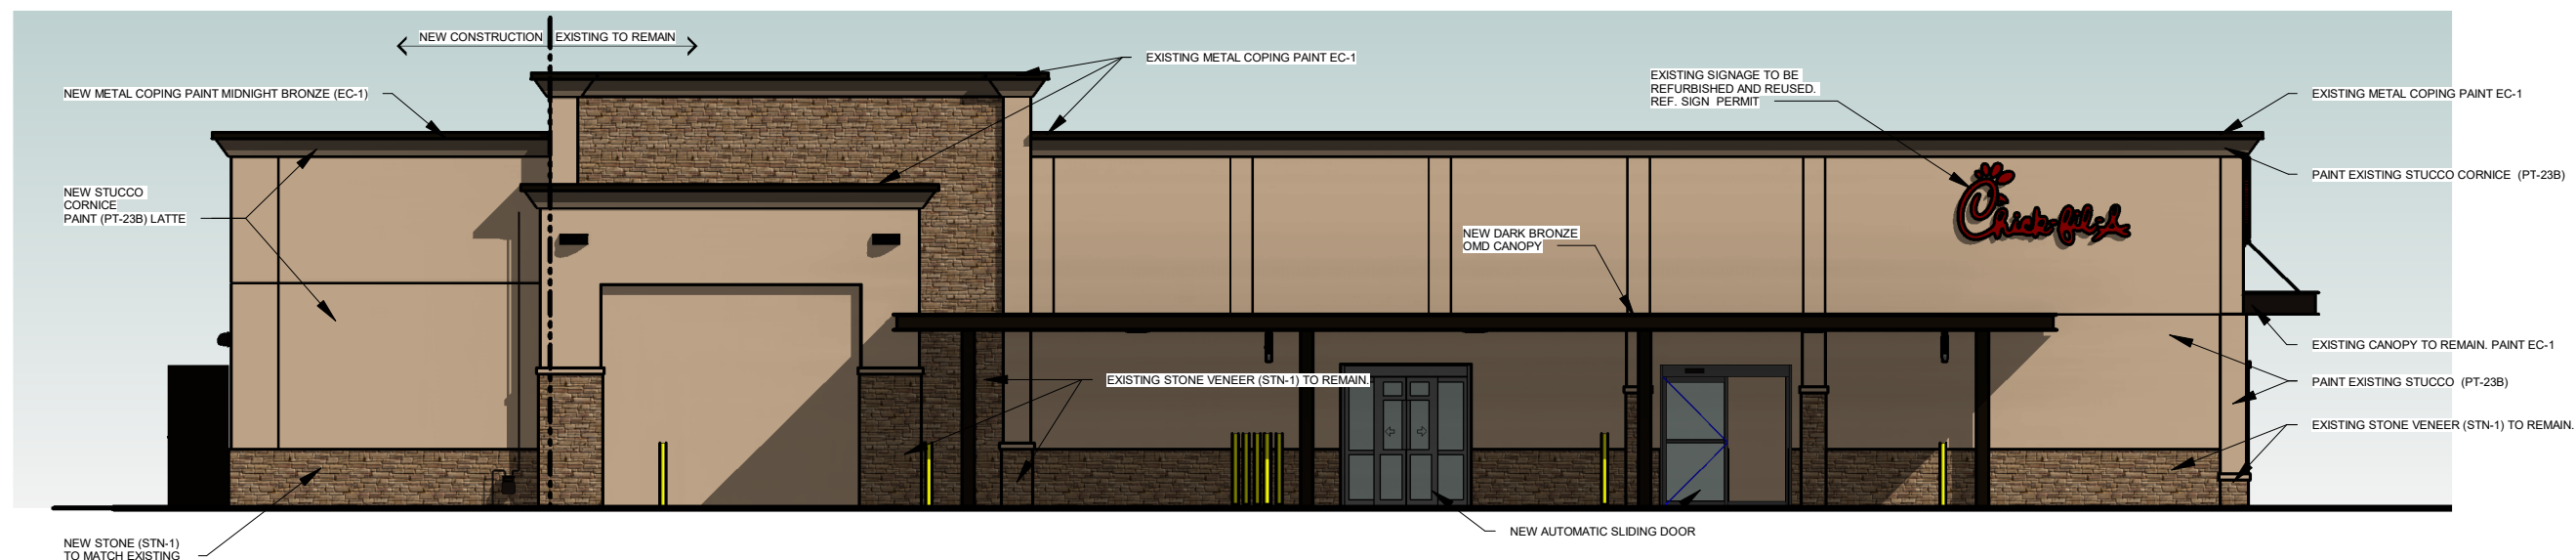 NEW CONSTRUCTION
EXISTING TO REMAIN
EXISTING METAL COPING PAINT EC-1
EXISTING SIGNAGE TO BE
REFURBISHED AND REUSED.
REF. SIGN PERMIT
NEW METAL COPING PAINT MIDNIGHT BRONZE (EC-1)
EXISTING METAL COPING PAINT EC-1
PAINT EXISTING STUCCO CORNICE (PT-23B)
NEW STUCCO
CORNICE
PAINT (PT-23B) LATTE
Chick-fil-A
NEW DARK BRONZE
OMD CANOPY
EXISTING CANOPY TO REMAIN. PAINT EC-1
EXISTING STONE VENEER (STN-1) TO REMAIN.
PAINT EXISTING STUCCO (PT-23B)
EXISTING STONE VENEER (STN-1) TO REMAIN.
NEW AUTOMATIC SLIDING DOOR
NEW STONE (STN-1)
TO MATCH EXISTING